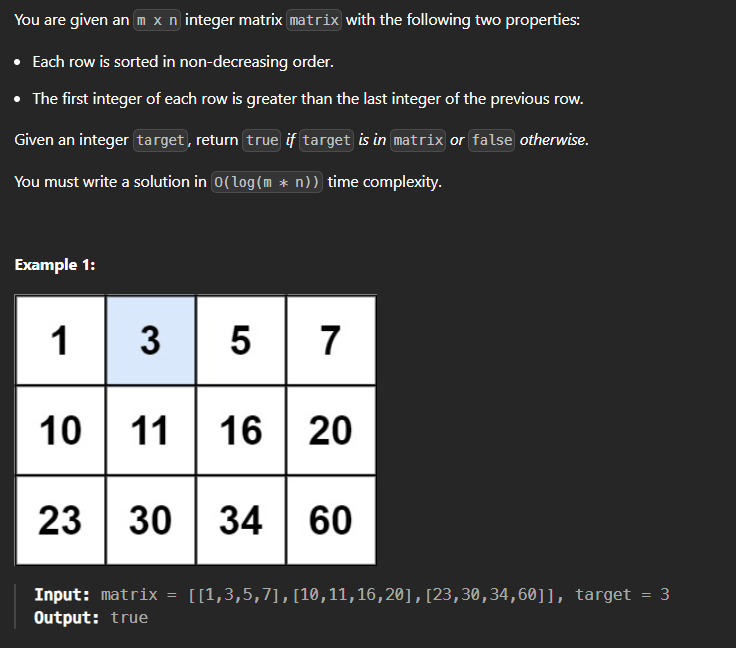 You are given an m x n integer matrix matrix with the following two properties:
• Each row is sorted in non-decreasing order.
• The first integer of each row is greater than the last integer of the previous row.
Given an integer target, return true if target is in matrix or false otherwise.
You must write a solution in O(log(m * n)) time complexity.
Example 1:
1 3 5 7
10 11 16 20
23 30 34 60
Input: matrix = [[1,3,5,7],[10,11,16,20],[23,30,34,60]], target = 3
Output: true